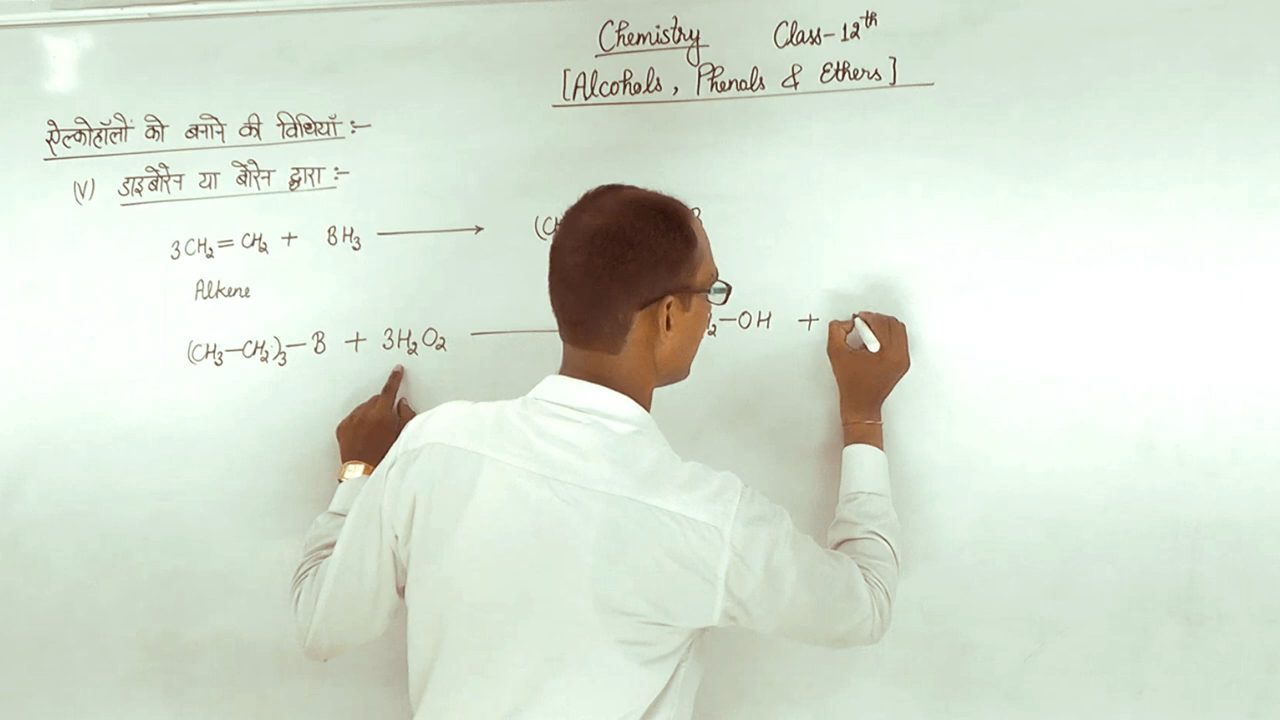 Chemistry Class-12th
[Alcohols, Phenols & Ethers]
ऐल्कोहॉलों को बनाने की विधियाँ :-
(V) डाइबोरेन या बोरेन द्वारा :-
3CH₂=CH₂ + BH₃ ⟶ (
Alkene
(CH₃-CH₂)₃-B + 3H₂O₂ ₂-OH +